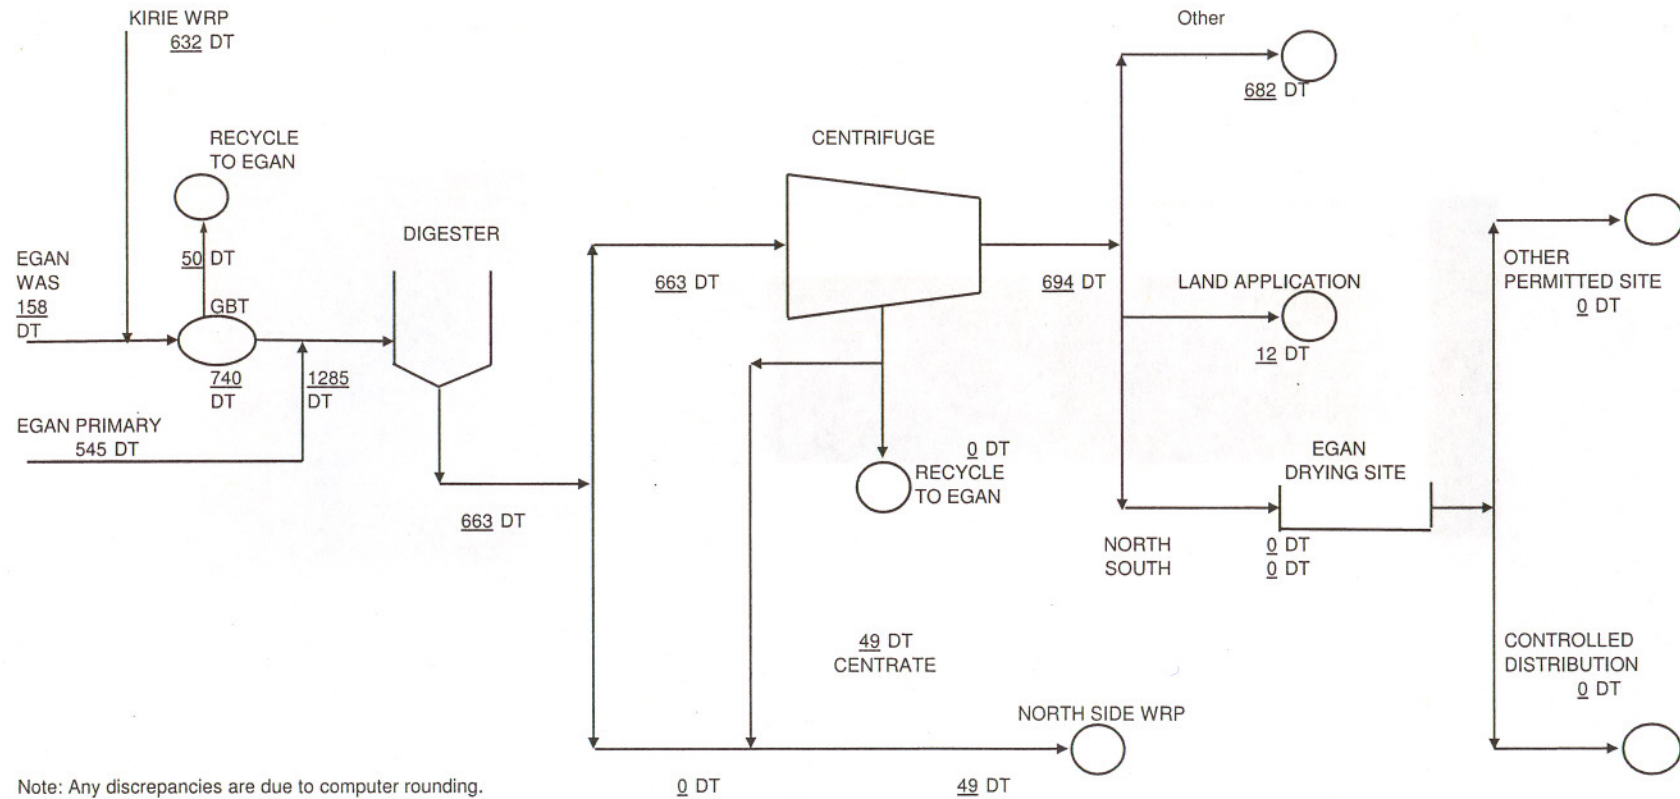 KIRIE WRP
632 DT
Other
682 DT
RECYCLE
TO EGAN
CENTRIFUGE
DIGESTER
EGAN
WAS
158
DT
50 DT
GBT
663 DT
694 DT
LAND APPLICATION
12 DT
OTHER
PERMITTED SITE
0 DT
740
DT
1285
DT
EGAN PRIMARY
545 DT
0 DT
RECYCLE
TO EGAN
EGAN
DRYING SITE
663 DT
NORTH 0 DT
SOUTH 0 DT
49 DT
CENTRATE
CONTROLLED
DISTRIBUTION
0 DT
NORTH SIDE WRP
Note: Any discrepancies are due to computer rounding.
0 DT
49 DT